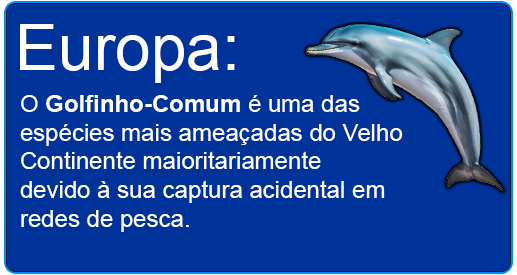 Europa:
O Golfinho-Comum é uma das
espécies mais ameaçadas do Velho
Continente maioritariamente
devido à sua captura acidental em
redes de pesca.